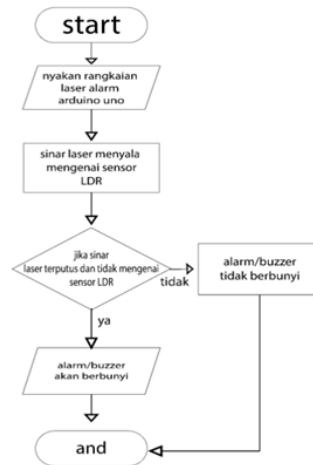 start
nyakan rangkaian
laser alarm
arduino uno
sinar laser menyala
mengenai sensor
LDR
jika sinar
laser terputus dan tidak mengenai
sensor LDR
tidak
alarm/buzzer
tidak berbunyi
ya
alarm/buzzer
akan berbunyi
and